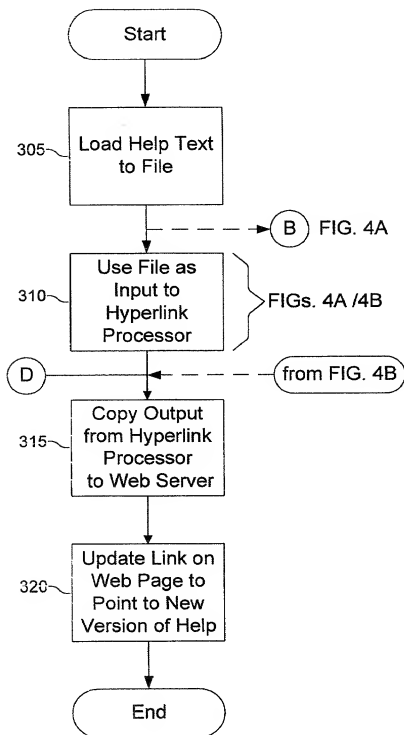 Start
305
Load Help Text
to File
B FIG. 4A
310
Use File as
Input to
Hyperlink
Processor
FIGs. 4A /4B
D
from FIG. 4B
315
Copy Output
from Hyperlink
Processor
to Web Server
320
Update Link on
Web Page to
Point to New
Version of Help
End